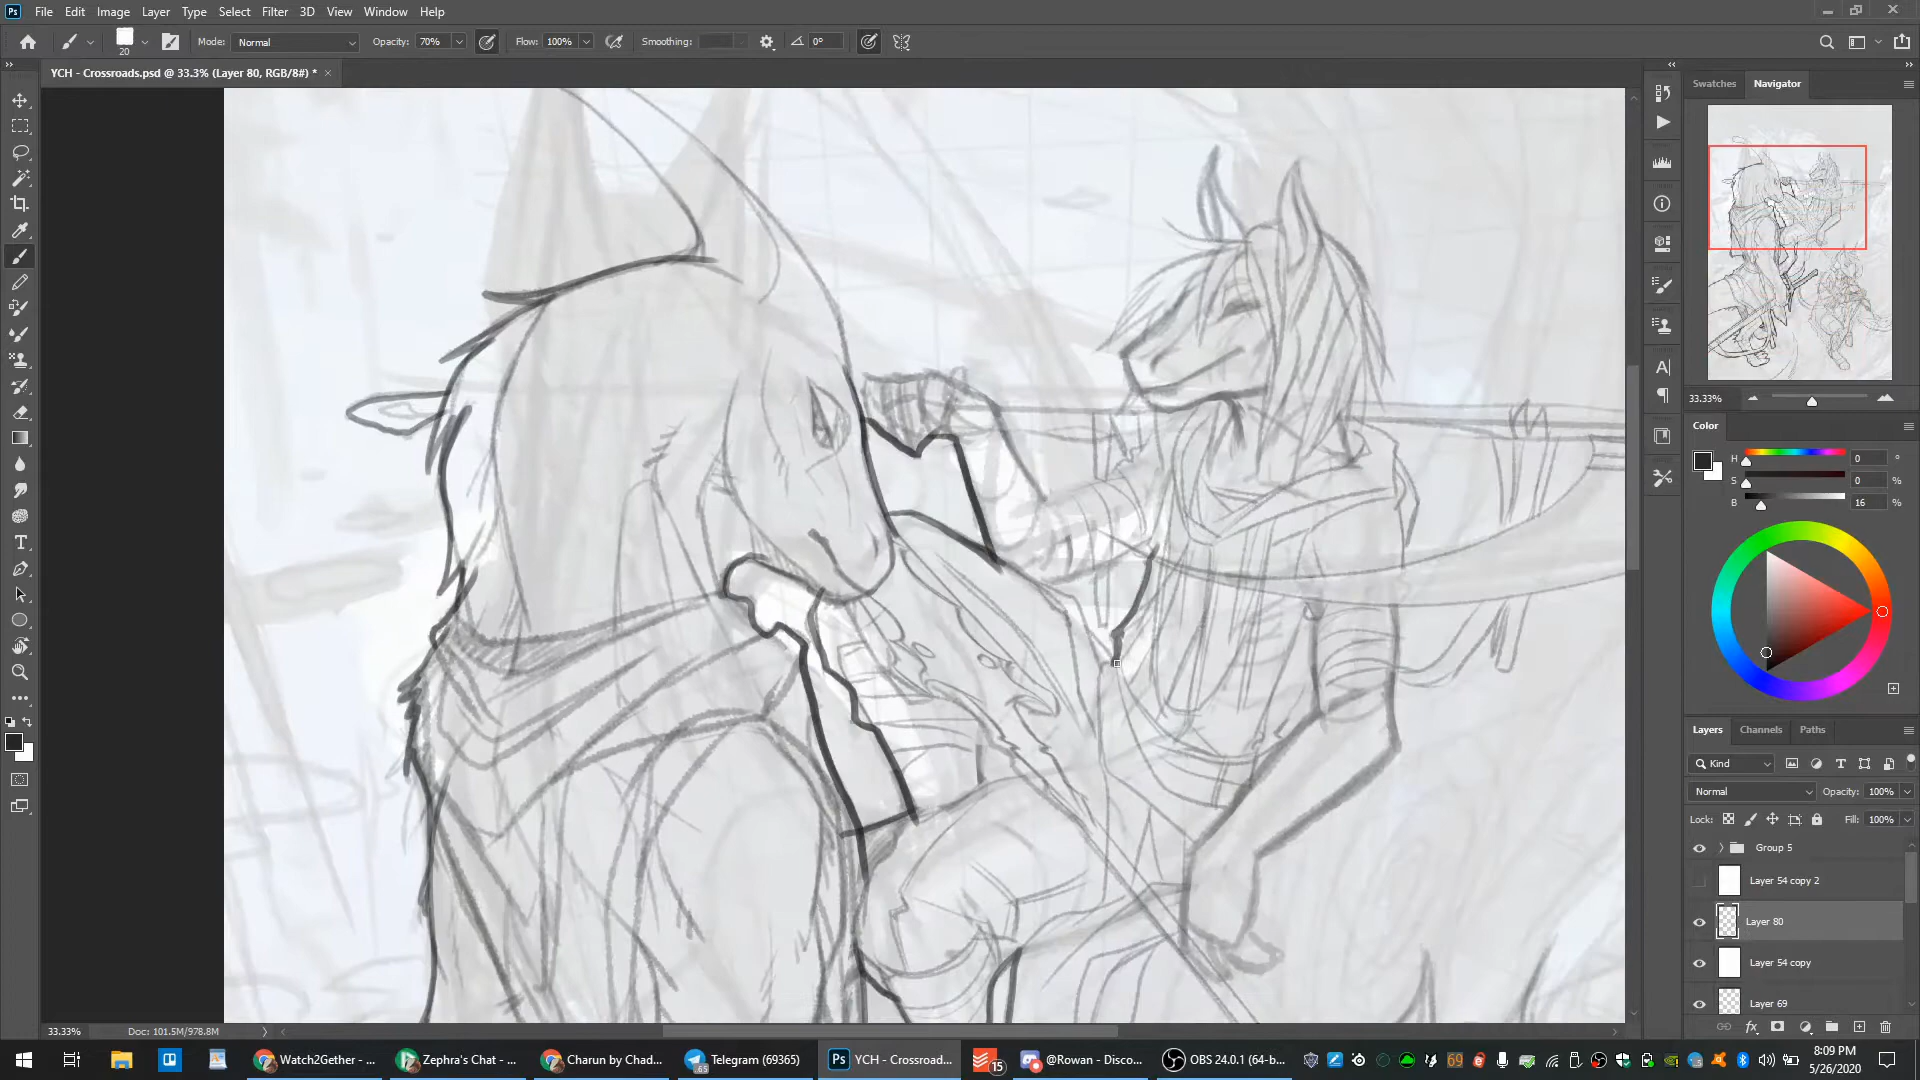 Ps File Edit Image Layer Type Select Filter 3D View Window Help
20 Mode: Normal Opacity: 70% Flow: 100% Smoothing: 0°
YCH - Crossroads.psd @ 33.3% (Layer 80, RGB/8#) * ×
Swatches Navigator
33.33%
Color
H 0 °
S 0 %
B 16 %
Layers Channels Paths
Kind
Normal Opacity: 100%
Lock: Fill: 100%
Group 5
Layer 54 copy 2
Layer 80
Layer 54 copy
Layer 69
33.33% Doc: 101.5M/978.8M
Watch2Gether - ... Zephra's Chat - ... Charun by Chad... Telegram (69365) YCH - Crossroad... 15 @Rowan - Disco... OBS 24.0.1 (64-b... 69 8:09 PM
5/26/2020